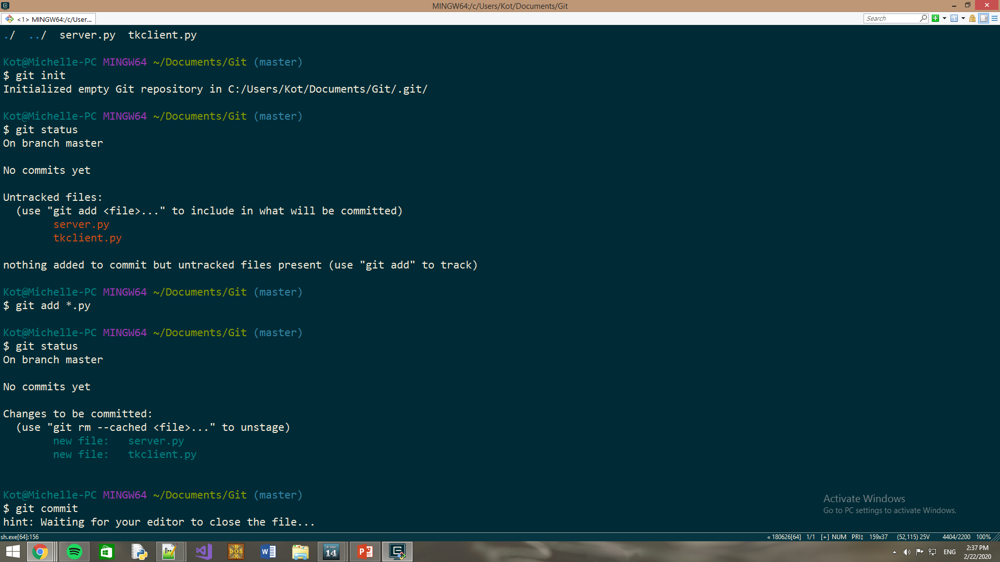 MINGW64:/c/Users/Kot/Documents/Git
<1> MINGW64:/c/User...
Search
./  ../  server.py  tkclient.py
Kot@Michelle-PC MINGW64 ~/Documents/Git (master)
$ git init
Initialized empty Git repository in C:/Users/Kot/Documents/Git/.git/
Kot@Michelle-PC MINGW64 ~/Documents/Git (master)
$ git status
On branch master
No commits yet
Untracked files:
  (use "git add <file>..." to include in what will be committed)
        server.py
        tkclient.py
nothing added to commit but untracked files present (use "git add" to track)
Kot@Michelle-PC MINGW64 ~/Documents/Git (master)
$ git add *.py
Kot@Michelle-PC MINGW64 ~/Documents/Git (master)
$ git status
On branch master
No commits yet
Changes to be committed:
  (use "git rm --cached <file>..." to unstage)
        new file:   server.py
        new file:   tkclient.py
Kot@Michelle-PC MINGW64 ~/Documents/Git (master)
$ git commit
hint: Waiting for your editor to close the file...
Activate Windows
Go to PC settings to activate Windows.
sh.exe[64]:156
« 180626[64] 1/1 [+] NUM PRI↕ 159x37 (52,115) 25V 4404/2200 100%
14
ENG
2:37 PM
2/22/2020